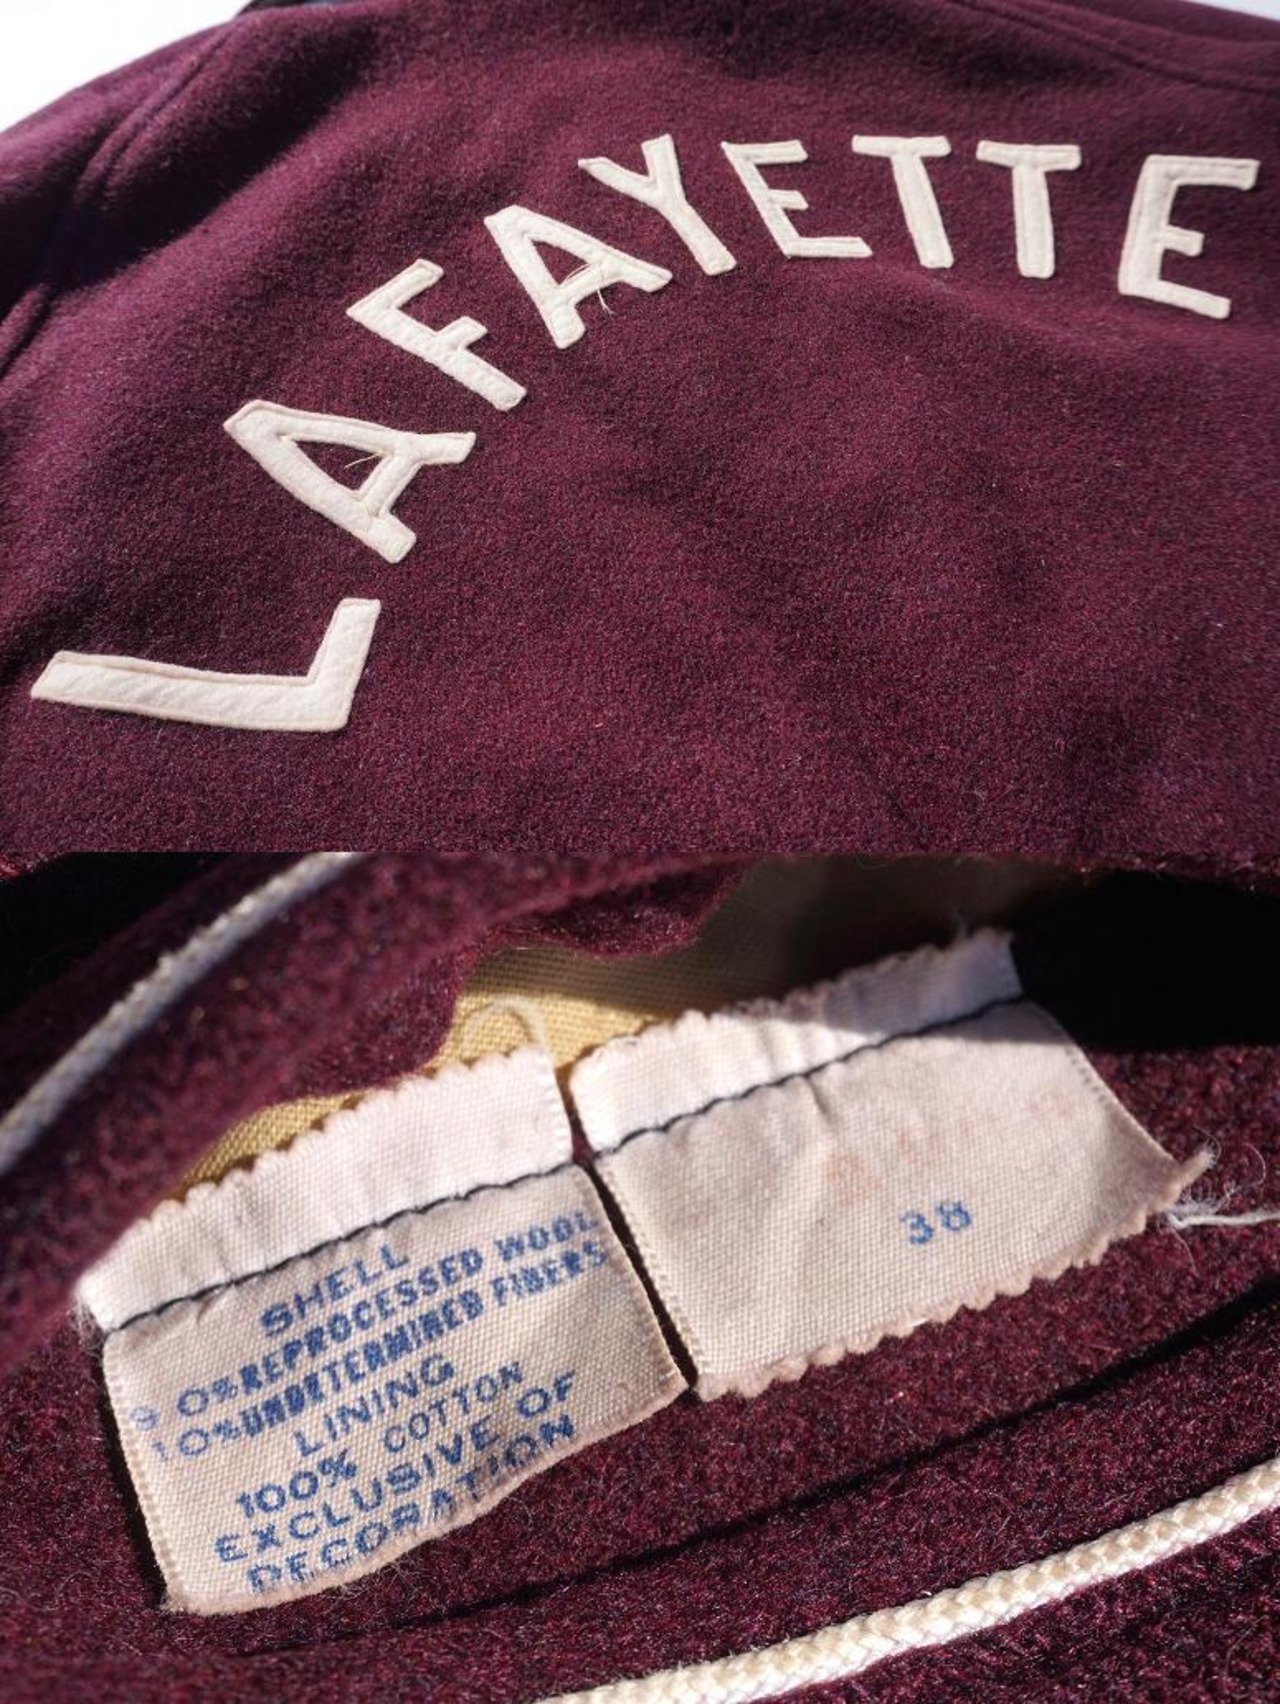 LAFAYETTE
SHELL
90%REPROCESSED WOOL
10%UNDETERMINED FIBERS
LINING
100% COTTON
EXCLUSIVE OF
DECORATION
38